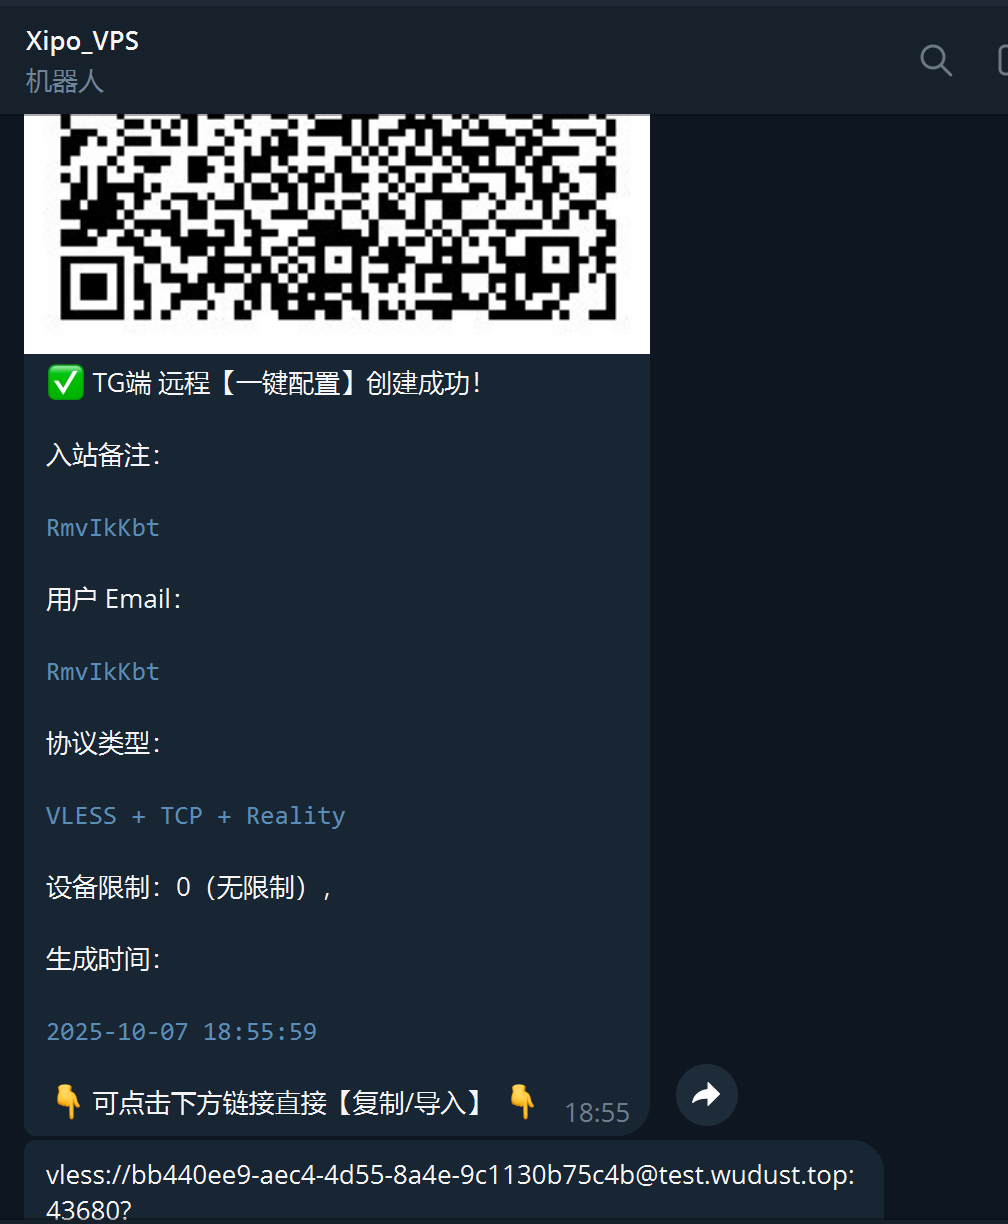 Xipo_VPS
机器人
✅ TG端 远程【一键配置】创建成功！
入站备注：
RmvIkKbt
用户 Email：
RmvIkKbt
协议类型：
VLESS + TCP + Reality
设备限制：0（无限制），
生成时间：
2025-10-07 18:55:59
👇 可点击下方链接直接【复制/导入】 👇
18:55
vless://bb440ee9-aec4-4d55-8a4e-9c1130b75c4b@test.wudust.top:
43680?